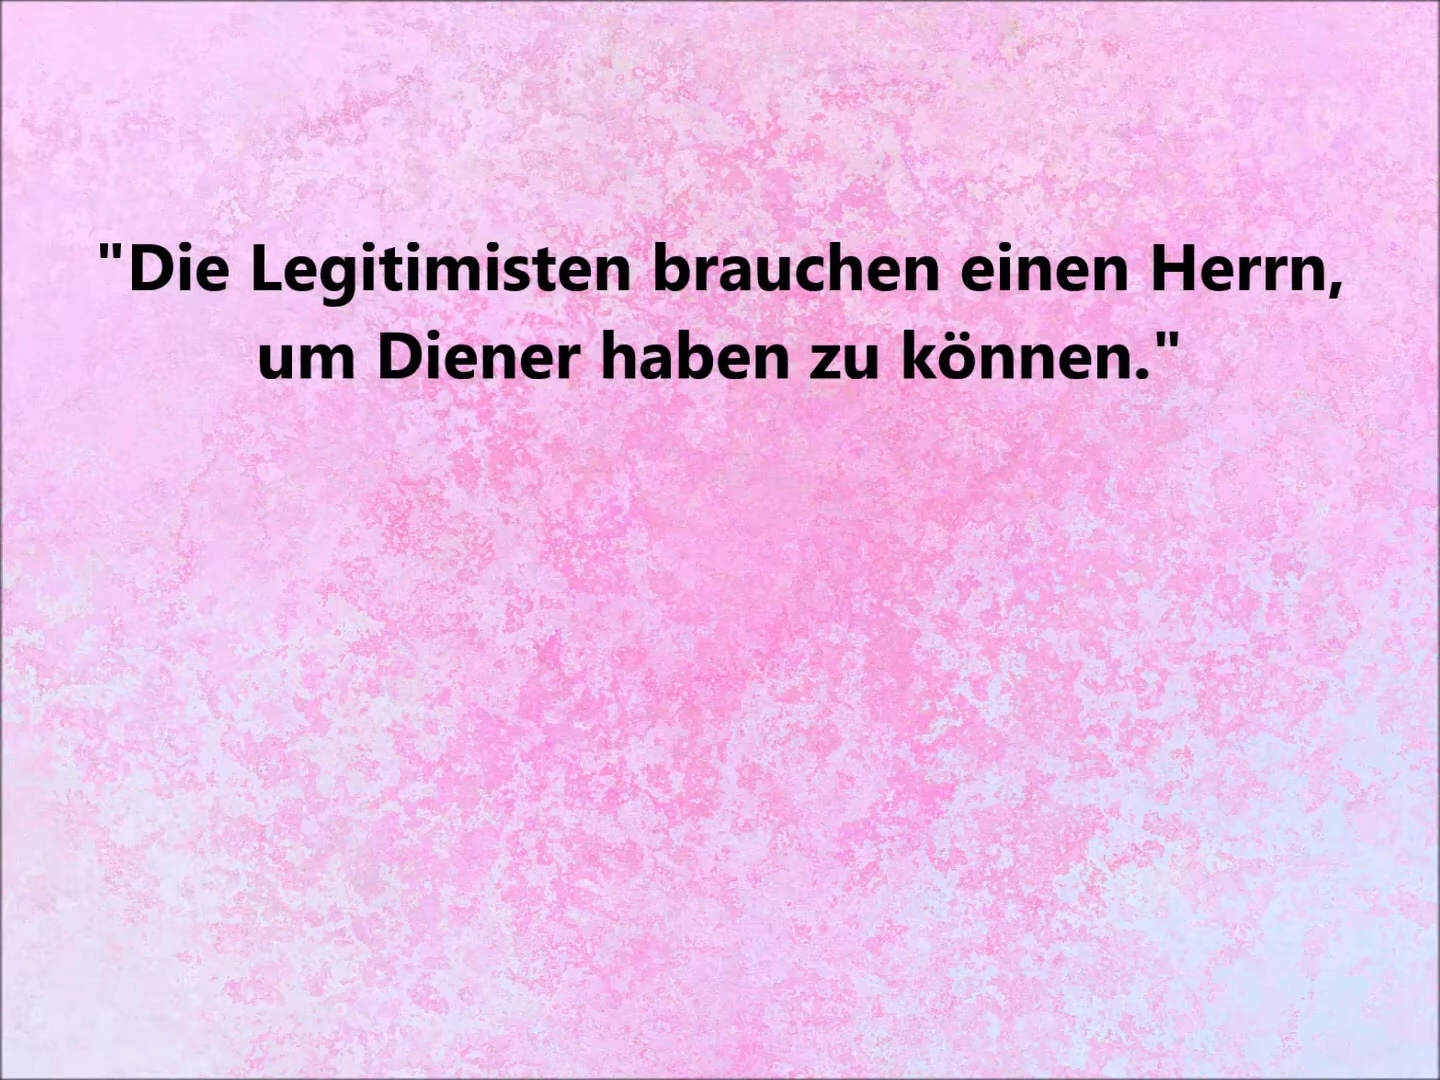 "Die Legitimisten brauchen einen Herrn,
um Diener haben zu können."